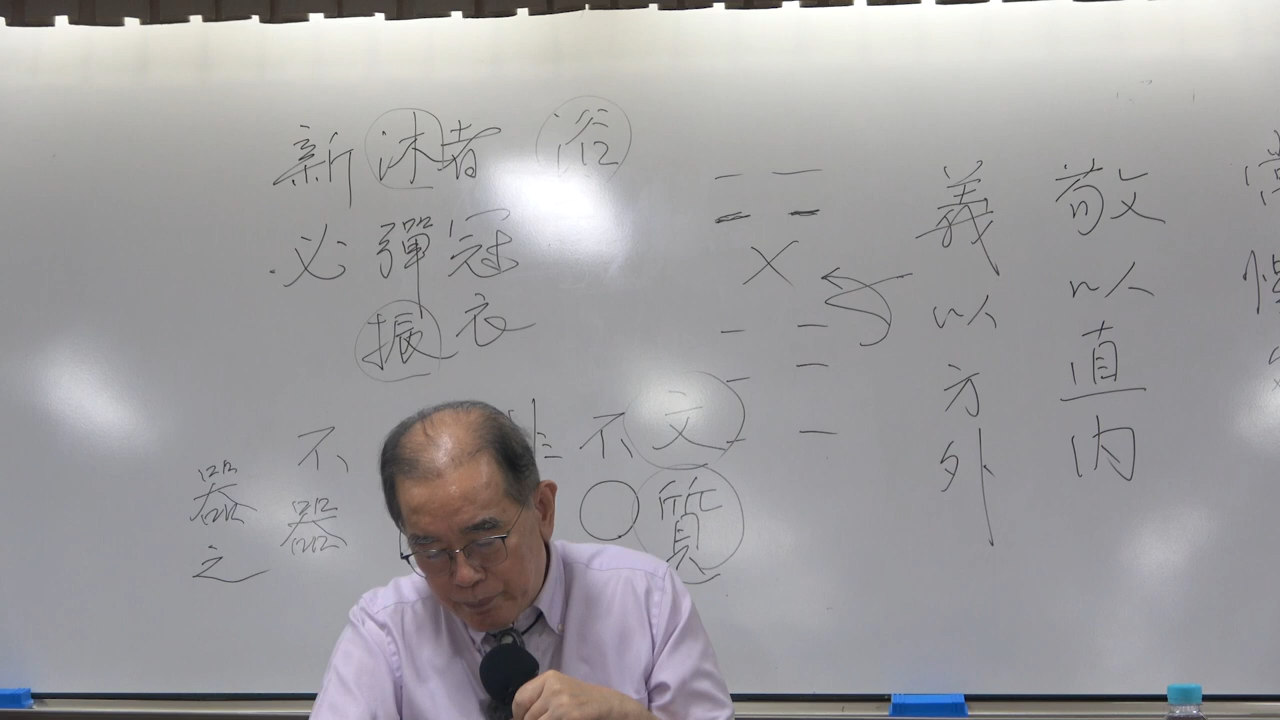 敬以直內
義以方外
新沐者 浴
必彈冠
振衣
不文
質
不器
器之